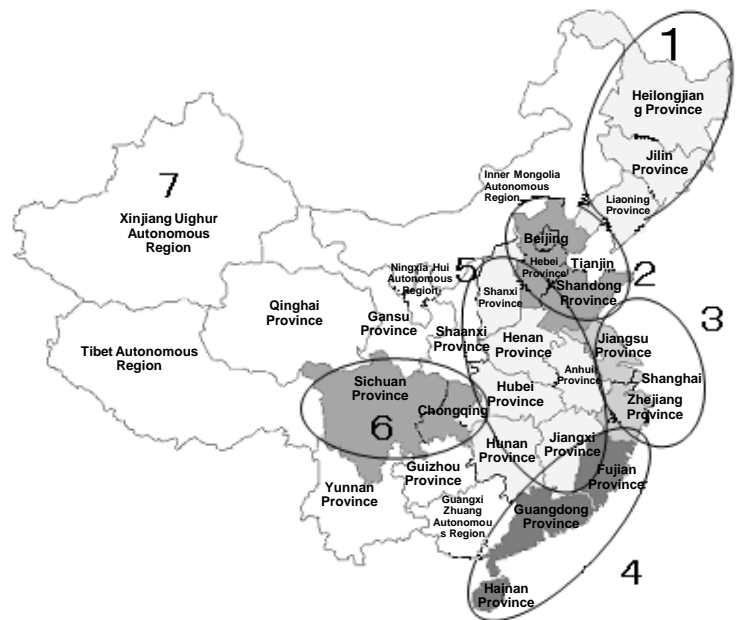 1
Heilongjian
g Province
Jilin
Province
Liaoning
Province
Inner Mongolia
Autonomous
Region
7
Xinjiang Uighur
Autonomous
Region
Beijing
Hebei
Province
Tianjin
2
Shandong
Province
5
Ningxia Hui
Autonomous
Region
Shanxi
Province
Qinghai
Province
Gansu
Province
Shaanxi
Province
3
Henan
Province
Jiangsu
Province
Tibet Autonomous
Region
Anhui
Province
Shanghai
Sichuan
Province
Hubei
Province
Zhejiang
Province
Chongqing
6
Hunan
Province
Jiangxi
Province
Guizhou
Province
Fujian
Province
Yunnan
Province
Guangxi
Zhuang
Autonomou
s Region
Guangdong
Province
4
Hainan
Province